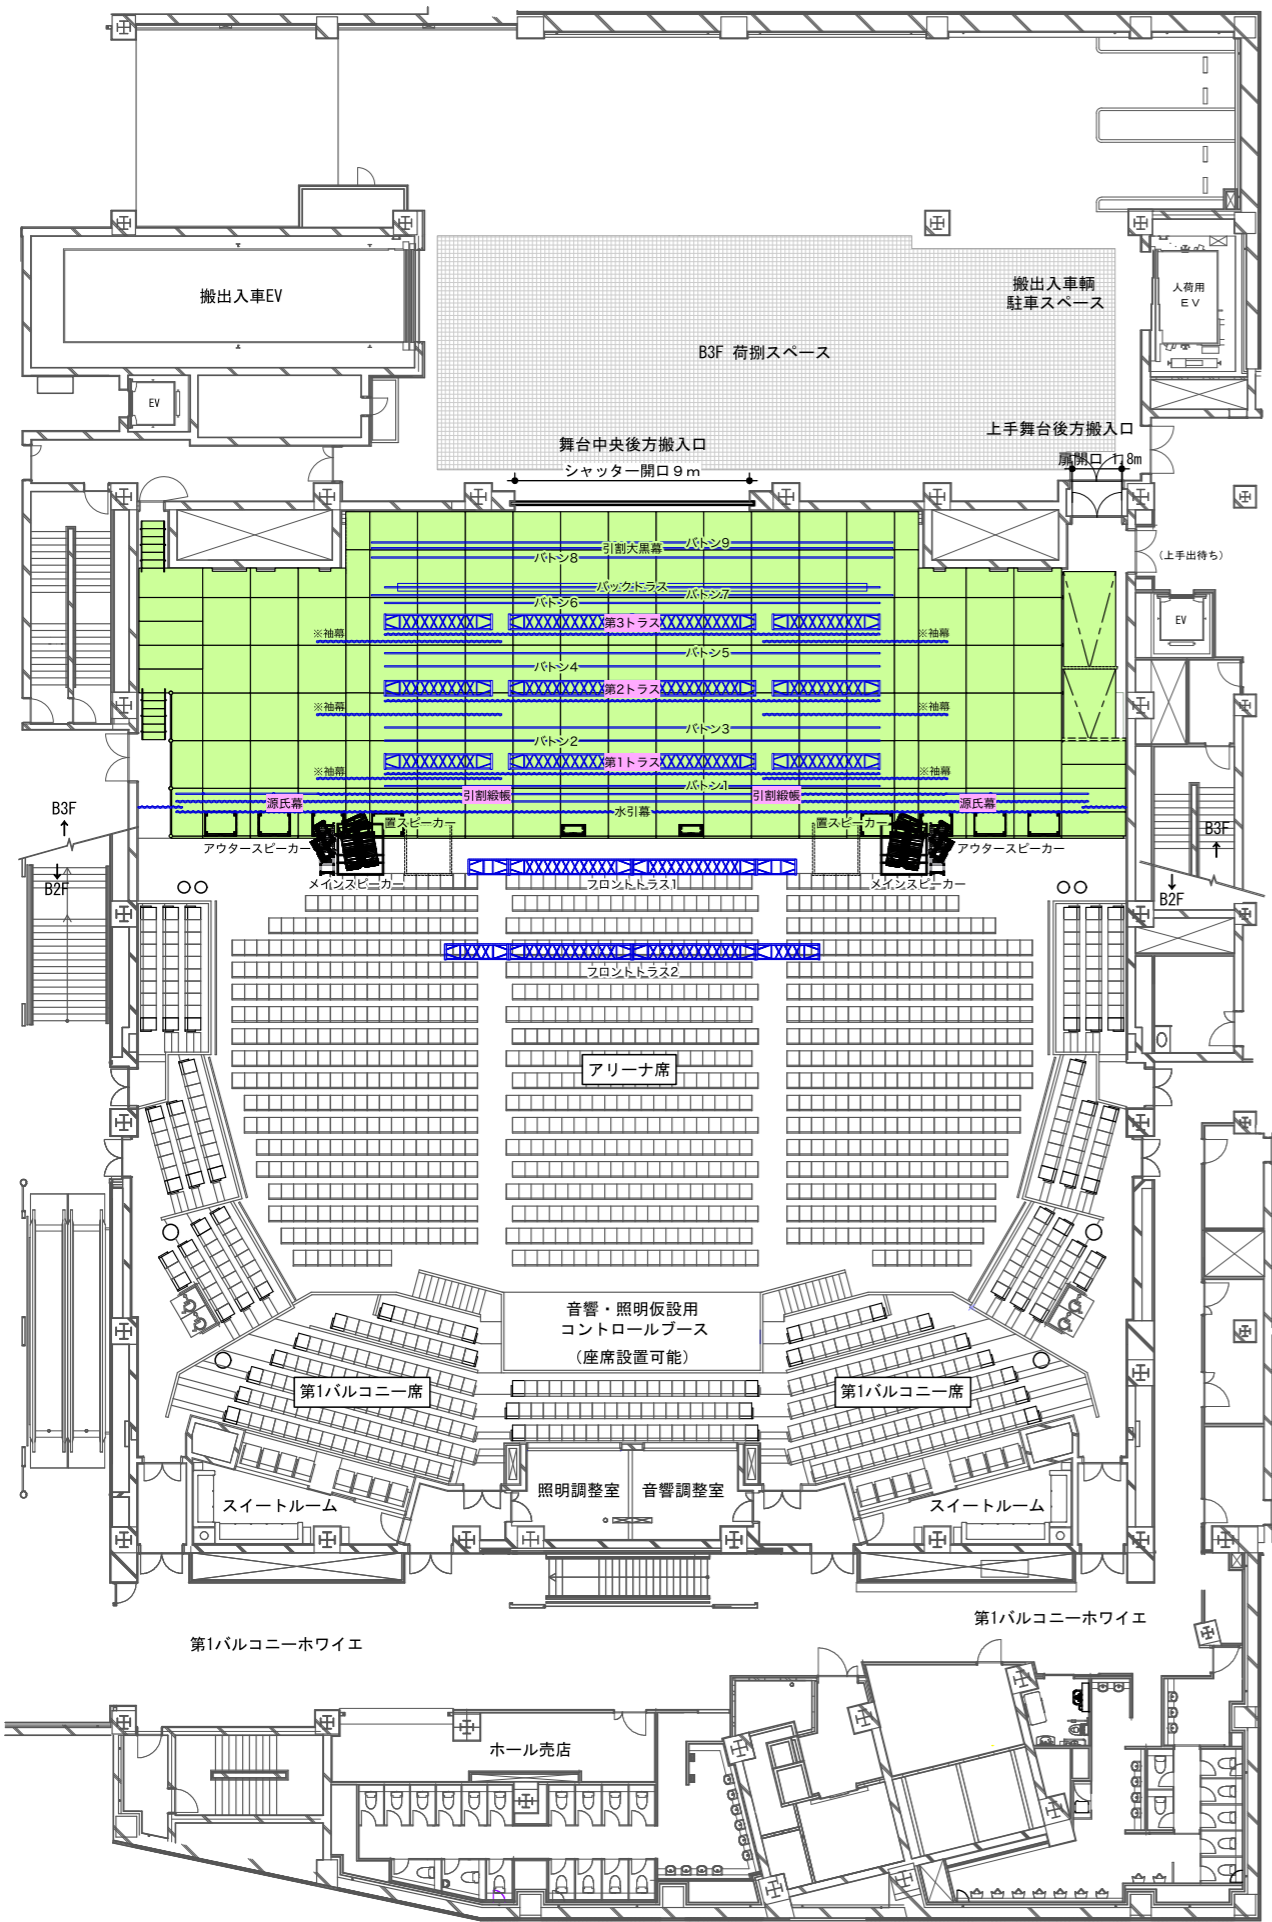 搬出入車EV
搬出入車輌
駐車スペース
人荷用
EV
B3F 荷捌スペース
EV
舞台中央後方搬入口
シャッター開口9m
上手舞台後方搬入口
扉開口 1.8m
(上手出待ち)
バトン9
引割大黒幕
バトン8
バックトラス
バトン7
バトン6
第3トラス
※袖幕
※袖幕
EV
バトン5
バトン4
第2トラス
※袖幕
※袖幕
バトン3
バトン2
第1トラス
※袖幕
※袖幕
バトン1
源氏幕
引割緞帳
引割緞帳
源氏幕
水引幕
B3F
B2F
置スピーカー
置スピーカー
アウタースピーカー
アウタースピーカー
B3F
B2F
メインスピーカー
フロントトラス1
メインスピーカー
フロントトラス2
アリーナ席
音響・照明仮設用
コントロールブース
(座席設置可能)
第1バルコニー席
第1バルコニー席
スイートルーム
照明調整室
音響調整室
スイートルーム
第1バルコニーホワイエ
第1バルコニーホワイエ
ホール売店